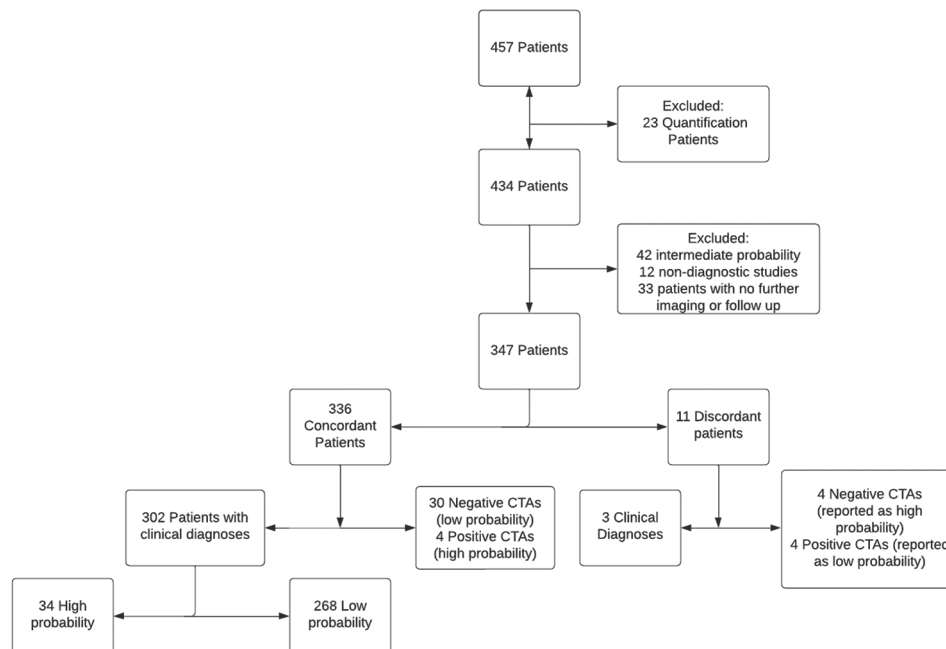 457 Patients
Excluded:
23 Quantification
Patients
434 Patients
Excluded:
42 intermediate probability
12 non-diagnostic studies
33 patients with no further
imaging or follow up
347 Patients
336
Concordant
Patients
11 Discordant
patients
302 Patients with
clinical diagnoses
30 Negative CTAs
(low probability)
4 Positive CTAs
(high probability)
3 Clinical
Diagnoses
4 Negative CTAs
(reported as high
probability)
4 Positive CTAs (reported
as low probability)
34 High
probability
268 Low
probability